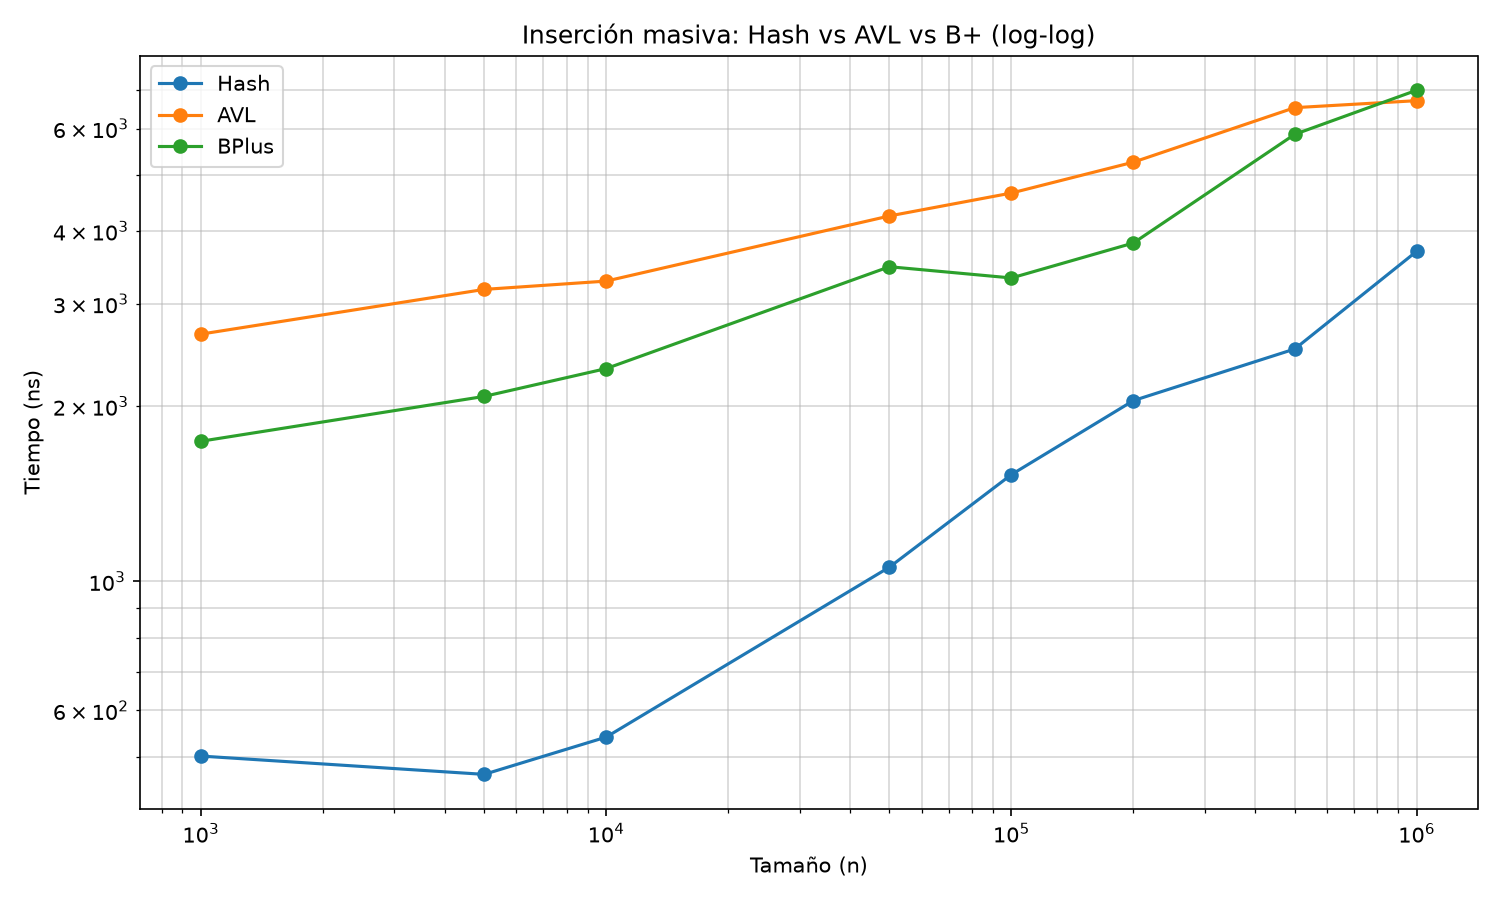 Inserción masiva: Hash vs AVL vs B+ (log-log)
Hash
AVL
BPlus
6 × 10³
4 × 10³
3 × 10³
2 × 10³
10³
6 × 10²
Tiempo (ns)
10³ 10⁴ 10⁵ 10⁶
Tamaño (n)